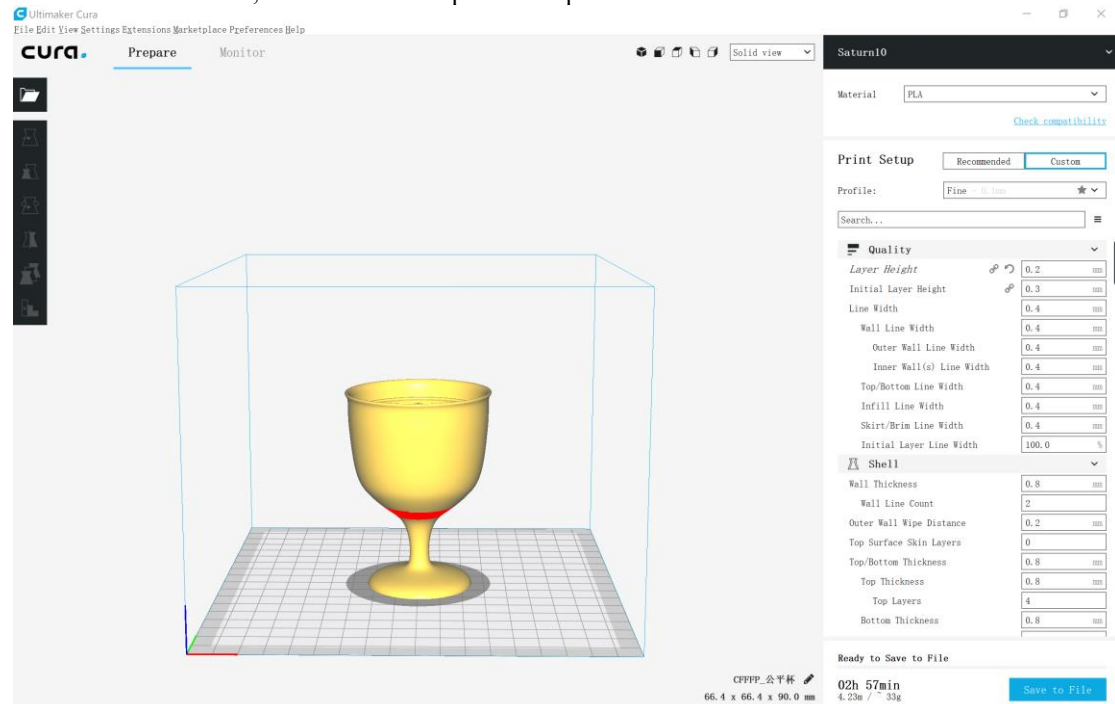 Ultimaker Cura
File Edit View Settings Extensions Marketplace Preferences Help
cura.
Prepare
Monitor
Solid view
Saturn10
Material
PLA
Check compatibility
Print Setup
Recommended
Custom
Profile:
Fine - 0.1mm
Search...
Quality
Layer Height 0.2 mm
Initial Layer Height 0.3 mm
Line Width 0.4 mm
Wall Line Width 0.4 mm
Outer Wall Line Width 0.4 mm
Inner Wall(s) Line Width 0.4 mm
Top/Bottom Line Width 0.4 mm
Infill Line Width 0.4 mm
Skirt/Brim Line Width 0.4 mm
Initial Layer Line Width 100.0 %
Shell
Wall Thickness 0.8 mm
Wall Line Count 2
Outer Wall Wipe Distance 0.2 mm
Top Surface Skin Layers 0
Top/Bottom Thickness 0.8 mm
Top Thickness 0.8 mm
Top Layers 4
Bottom Thickness 0.8 mm
CFFFP_公平杯
66.4 x 66.4 x 90.0 mm
Ready to Save to File
02h 57min
4.23m / ~ 33g
Save to File